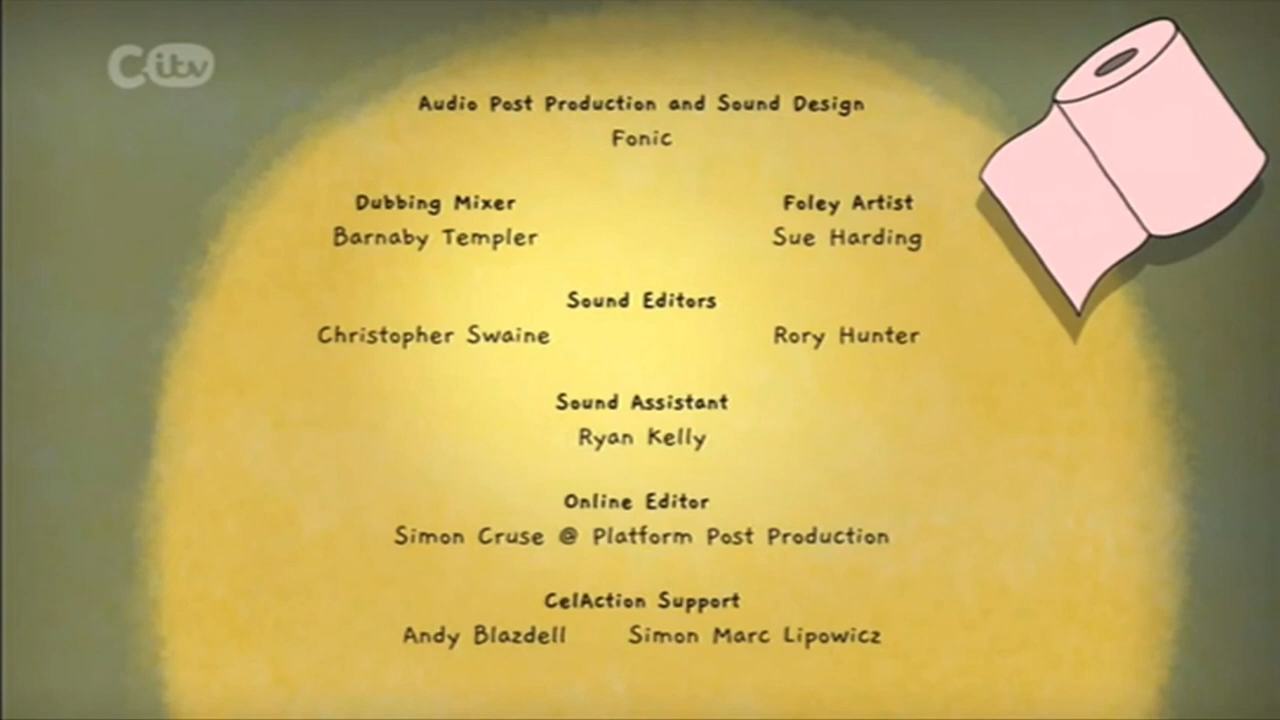 Citv
Audio Post Production and Sound Design
Fonic
Dubbing Mixer
Barnaby Templer
Foley Artist
Sue Harding
Sound Editors
Christopher Swaine
Rory Hunter
Sound Assistant
Ryan Kelly
Online Editor
Simon Cruse @ Platform Post Production
CelAction Support
Andy Blazdell
Simon Marc Lipowicz